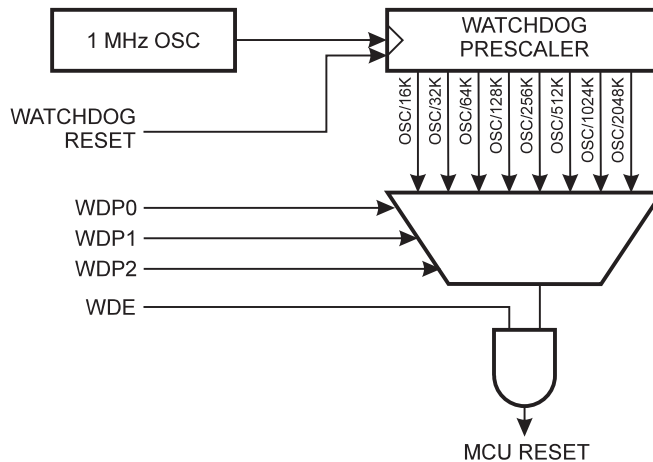 1 MHz OSC
WATCHDOG
PRESCALER
WATCHDOG
RESET
OSC/16K
OSC/32K
OSC/64K
OSC/128K
OSC/256K
OSC/512K
OSC/1024K
OSC/2048K
WDP0
WDP1
WDP2
WDE
MCU RESET